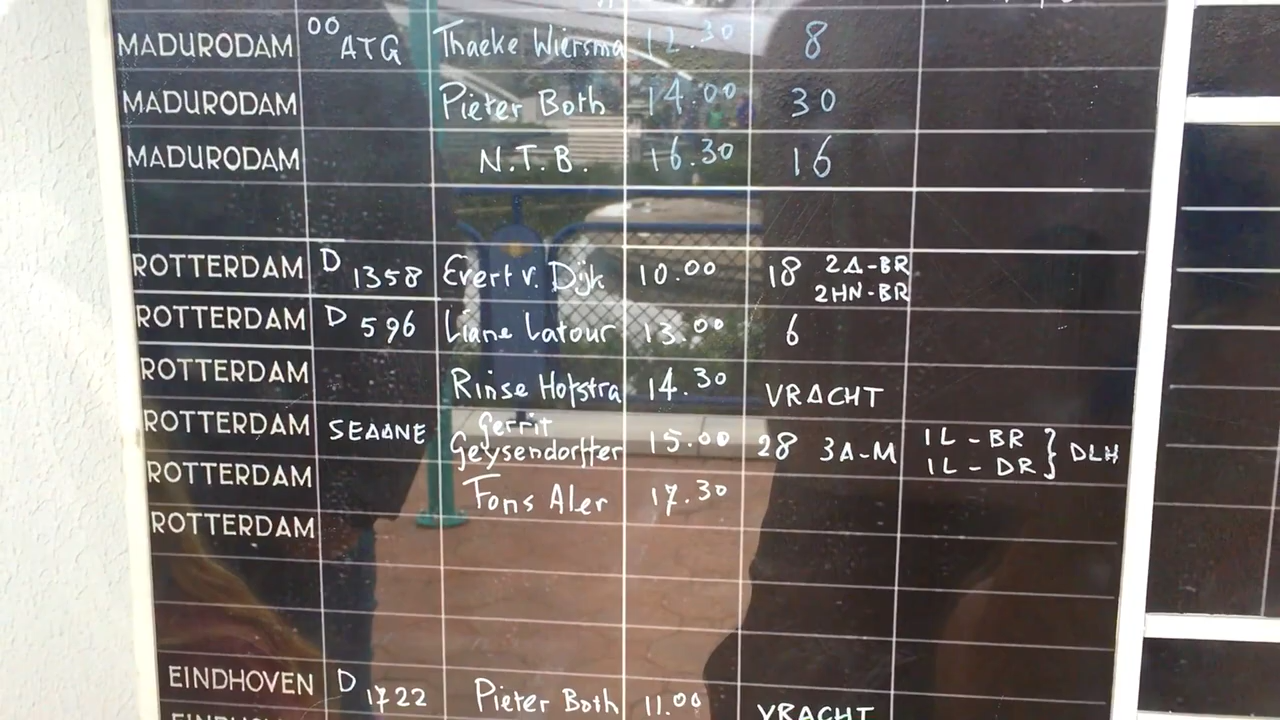 MADURODAM 00 ATG Thaeke Wiersma 12.30 8
MADURODAM Pieter Both 14.00 30
MADURODAM N.T.B. 16.30 16
ROTTERDAM D 1358 Evert v. Dijk 10.00 18 2A-BR
2HN-BR
ROTTERDAM D 596 Liane Latour 13.00 6
ROTTERDAM Rinse Hofstra 14.30 VRACHT
ROTTERDAM SEAANE Gerrit 15.00 28 3A-M 1L - BR
Geysendorffer 1L - DR } DLH
ROTTERDAM Fons Aler 17.30
ROTTERDAM
EINDHOVEN D 1722 Pieter Both 11.00 VRACHT